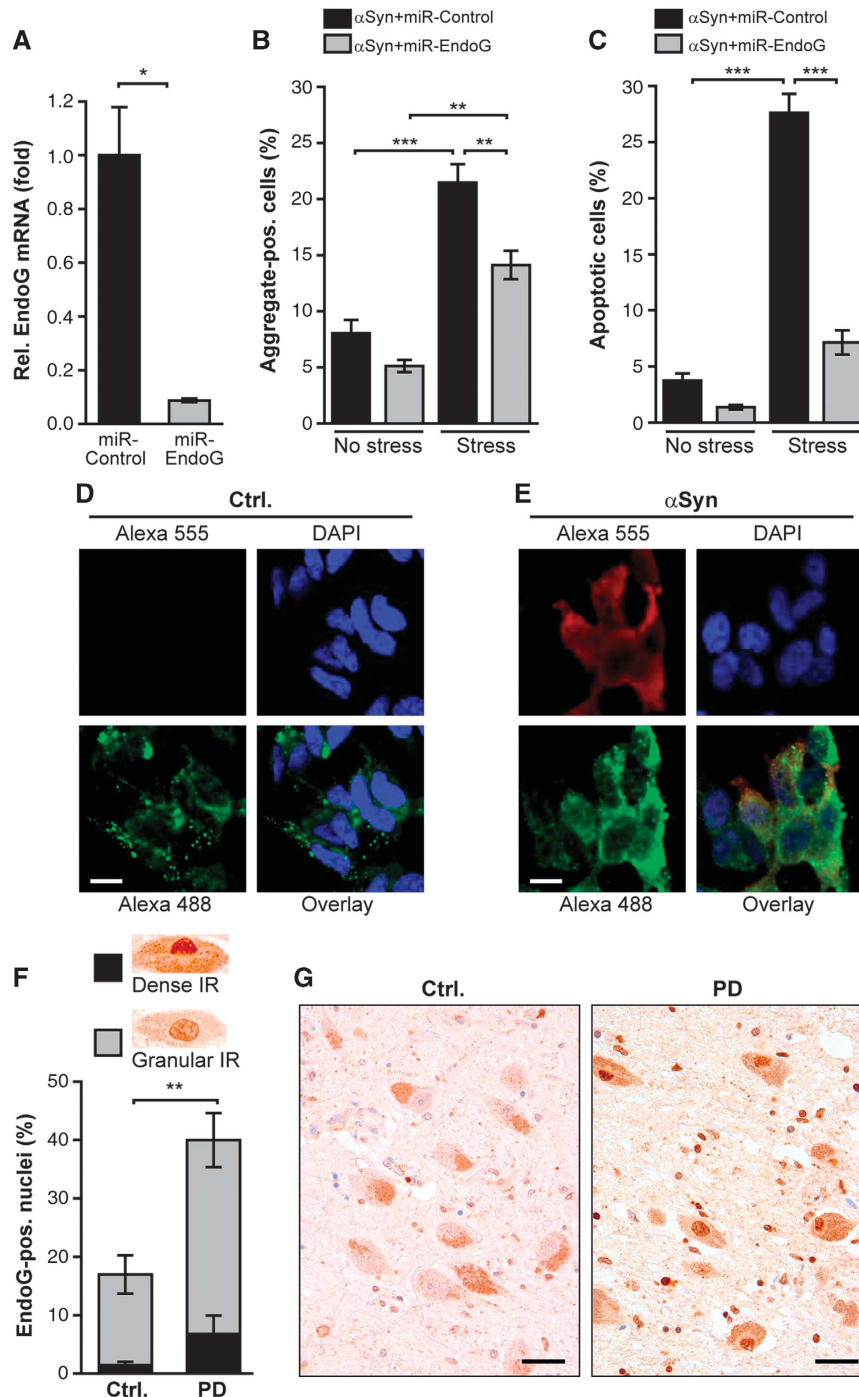 A
*
Rel. EndoG mRNA (fold)
1.2
1.0
0.8
0.6
0.4
0.2
0.0
miR-
Control
miR-
EndoG
B
αSyn+miR-Control
αSyn+miR-EndoG
Aggregate-pos. cells (%)
30
25
20
15
10
5
0
**
***
**
No stress
Stress
C
αSyn+miR-Control
αSyn+miR-EndoG
Apoptotic cells (%)
30
25
20
15
10
5
0
***
***
No stress
Stress
D
Ctrl.
Alexa 555
DAPI
Alexa 488
Overlay
E
αSyn
Alexa 555
DAPI
Alexa 488
Overlay
F
Dense IR
Granular IR
EndoG-pos. nuclei (%)
50
40
30
20
10
0
**
Ctrl.
PD
G
Ctrl.
PD